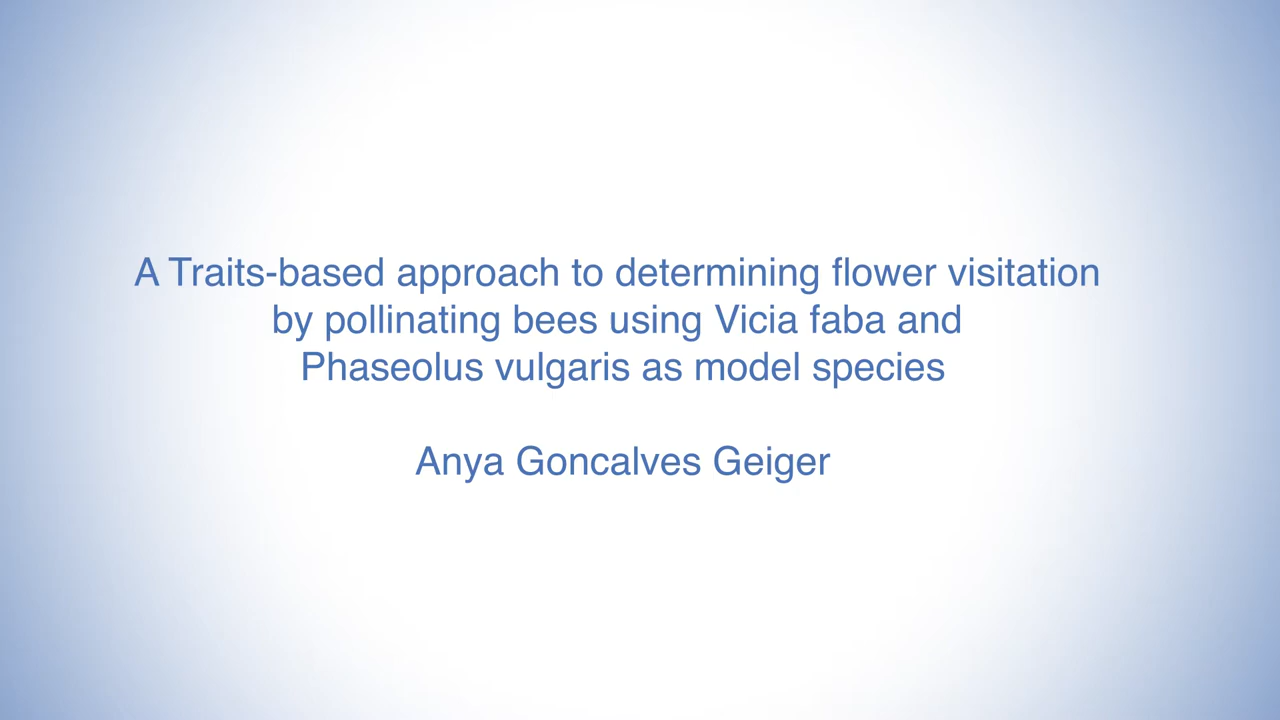 A Traits-based approach to determining flower visitation
by pollinating bees using Vicia faba and
Phaseolus vulgaris as model species
Anya Goncalves Geiger